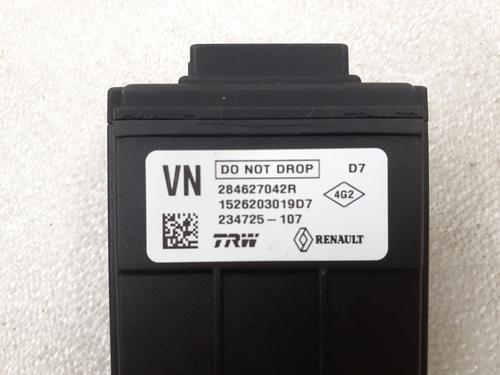 VN DO NOT DROP D7
284627042R 4G2
1526203019D7
234725-107
TRW RENAULT